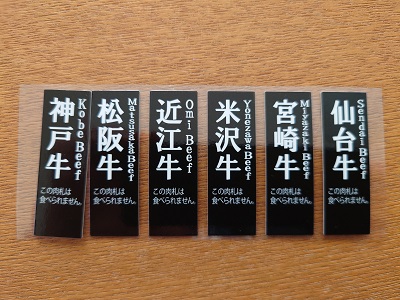 神戸牛
Kobe Beef
この肉札は
食べられません。
松阪牛
Matsusaka Beef
この肉札は
食べられません。
近江牛
Omi Beef
この肉札は
食べられません。
米沢牛
Yonezawa Beef
この肉札は
食べられません。
宮崎牛
Miyazaki Beef
この肉札は
食べられません。
仙台牛
Sendai Beef
この肉札は
食べられません。